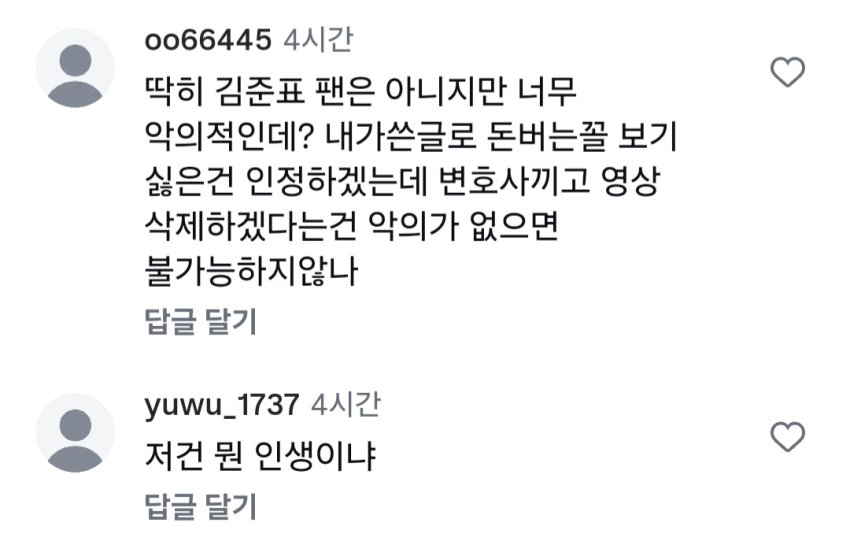 oo66445 4시간
딱히 김준표 팬은 아니지만 너무
악의적인데? 내가쓴글로 돈버는꼴 보기
싫은건 인정하겠는데 변호사끼고 영상
삭제하겠다는건 악의가 없으면
불가능하지않나
답글 달기
yuwu_1737 4시간
저건 뭔 인생이냐
답글 달기